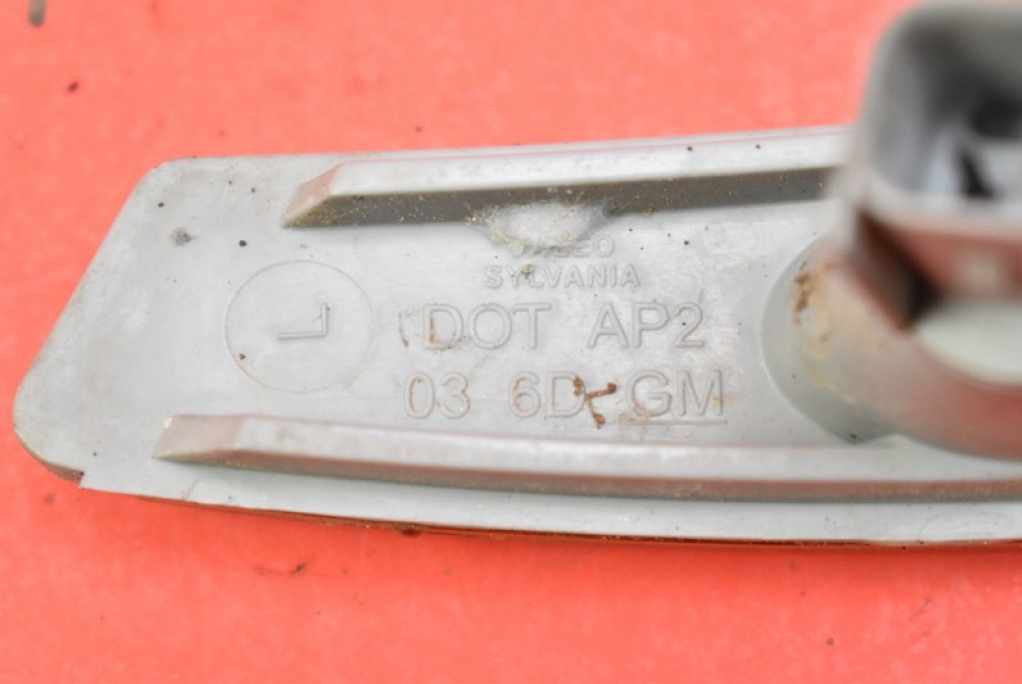 VALEO
SYLVANIA
L
DOT AP2
03 6D GM